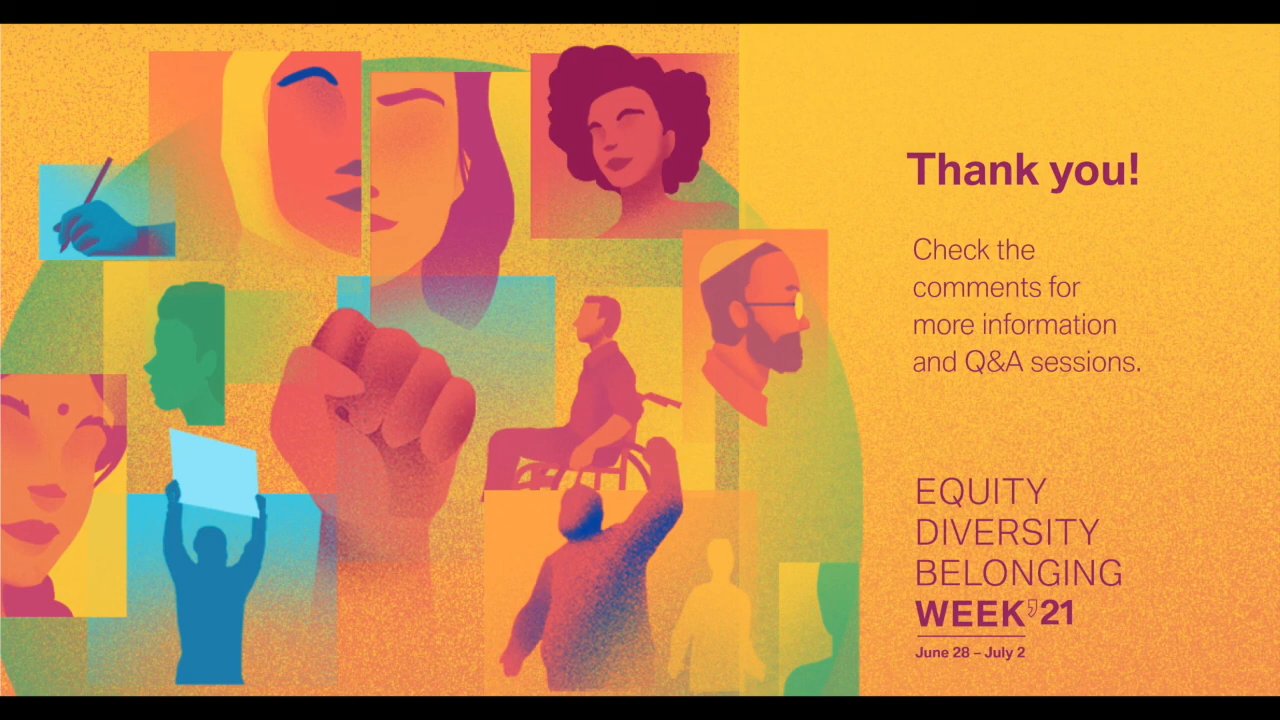 Thank you!
Check the
comments for
more information
and Q&A sessions.
EQUITY
DIVERSITY
BELONGING
WEEK’21
June 28 – July 2